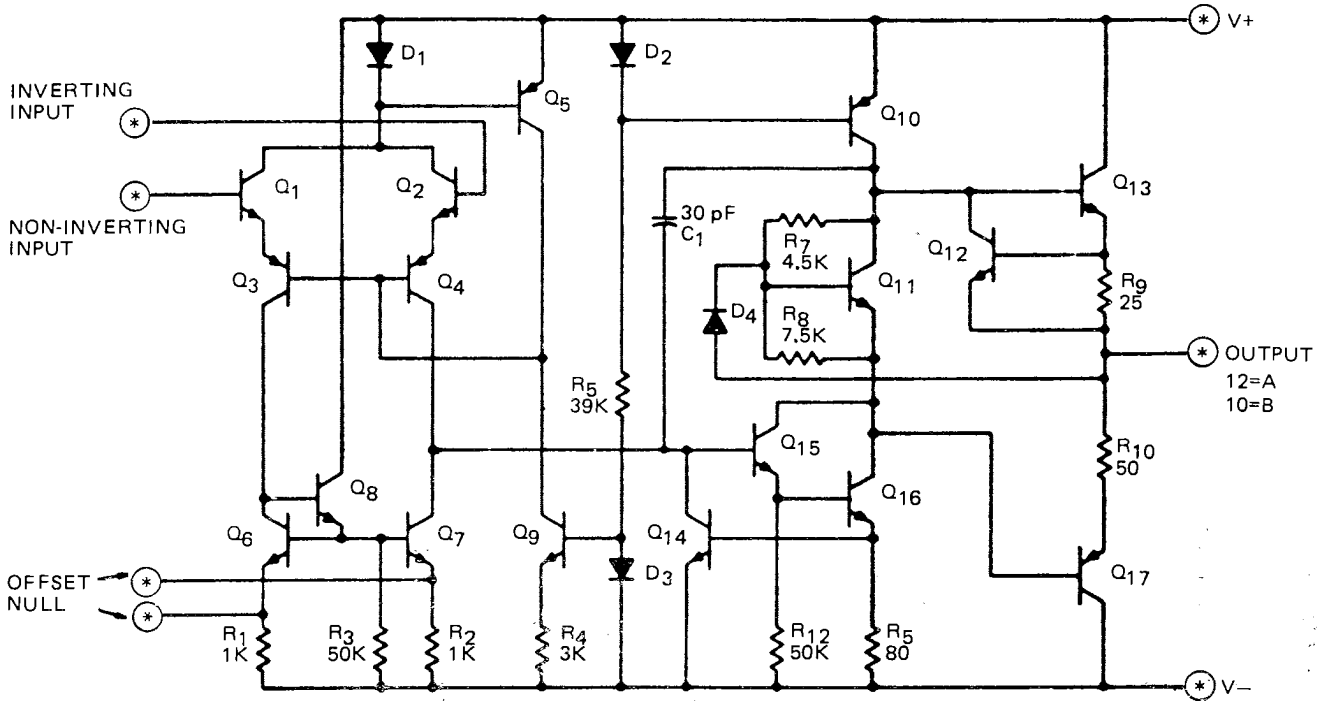 V+
D1
D2
INVERTING
INPUT
Q5
Q10
Q1
Q2
Q13
NON-INVERTING
INPUT
30 pF
C1
R7
4.5K
Q12
Q3
Q4
Q11
R9
25
D4
R8
7.5K
OUTPUT
12=A
10=B
R5
39K
Q15
R10
50
Q8
Q16
Q6
Q7
Q9
Q14
D3
Q17
OFFSET
NULL
R1
1K
R3
50K
R2
1K
R4
3K
R12
50K
R5
80
V–